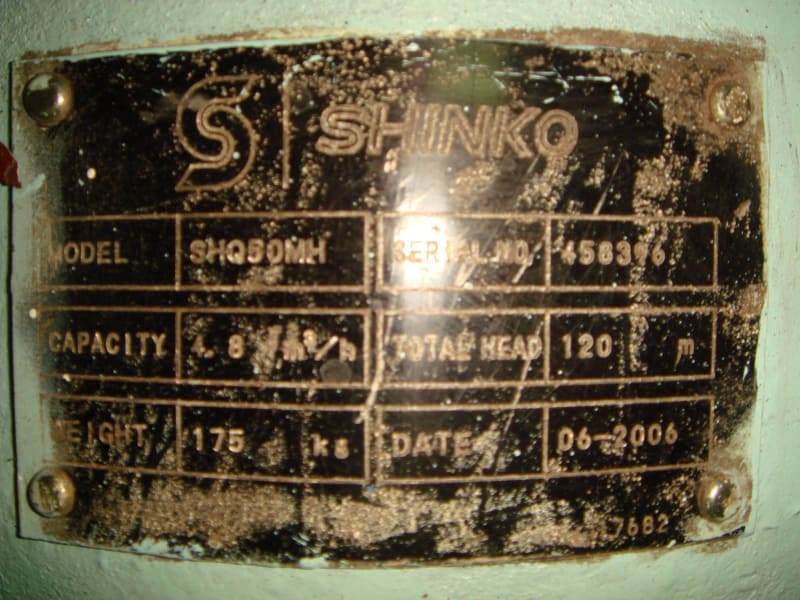 S SHINKO
MODEL SHQ50MH SERIAL NO. 458396
CAPACITY 4.8 m³/h TOTAL HEAD 120 m
WEIGHT 175 kg DATE 06-2006
7682